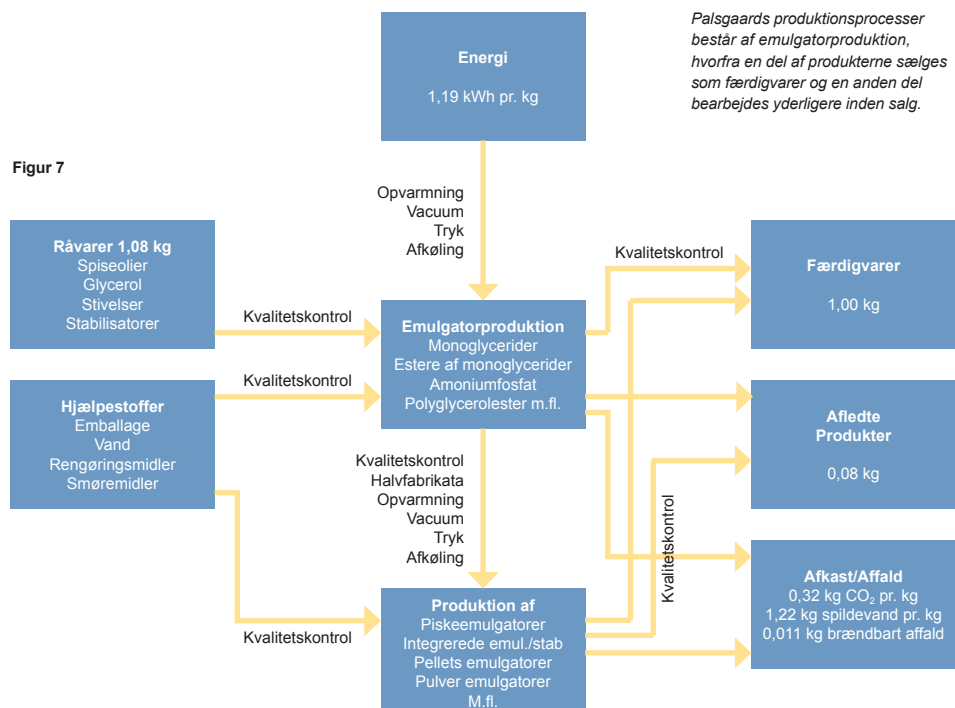 Energi
1,19 kWh pr. kg
Palsgaards produktionsprocesser
består af emulgatorproduktion,
hvorfra en del af produkterne sælges
som færdigvarer og en anden del
bearbejdes yderligere inden salg.
Figur 7
Opvarmning
Vacuum
Tryk
Afkøling
Råvarer 1,08 kg
Spiseolier
Glycerol
Stivelser
Stabilisatorer
Kvalitetskontrol
Hjælpestoffer
Emballage
Vand
Rengøringsmidler
Smøremidler
Kvalitetskontrol
Emulgatorproduktion
Monoglycerider
Estere af monoglycerider
Amoniumfosfat
Polyglycerolester m.fl.
Kvalitetskontrol
Færdigvarer
1,00 kg
Afledte
Produkter
0,08 kg
Kvalitetskontrol
Halvfabrikata
Opvarmning
Vacuum
Tryk
Afkøling
Kvalitetskontrol
Kvalitetskontrol
Produktion af
Piskeemulgatorer
Integrerede emul./stab
Pellets emulgatorer
Pulver emulgatorer
M.fl.
Afkast/Affald
0,32 kg CO₂ pr. kg
1,22 kg spildevand pr. kg
0,011 kg brændbart affald